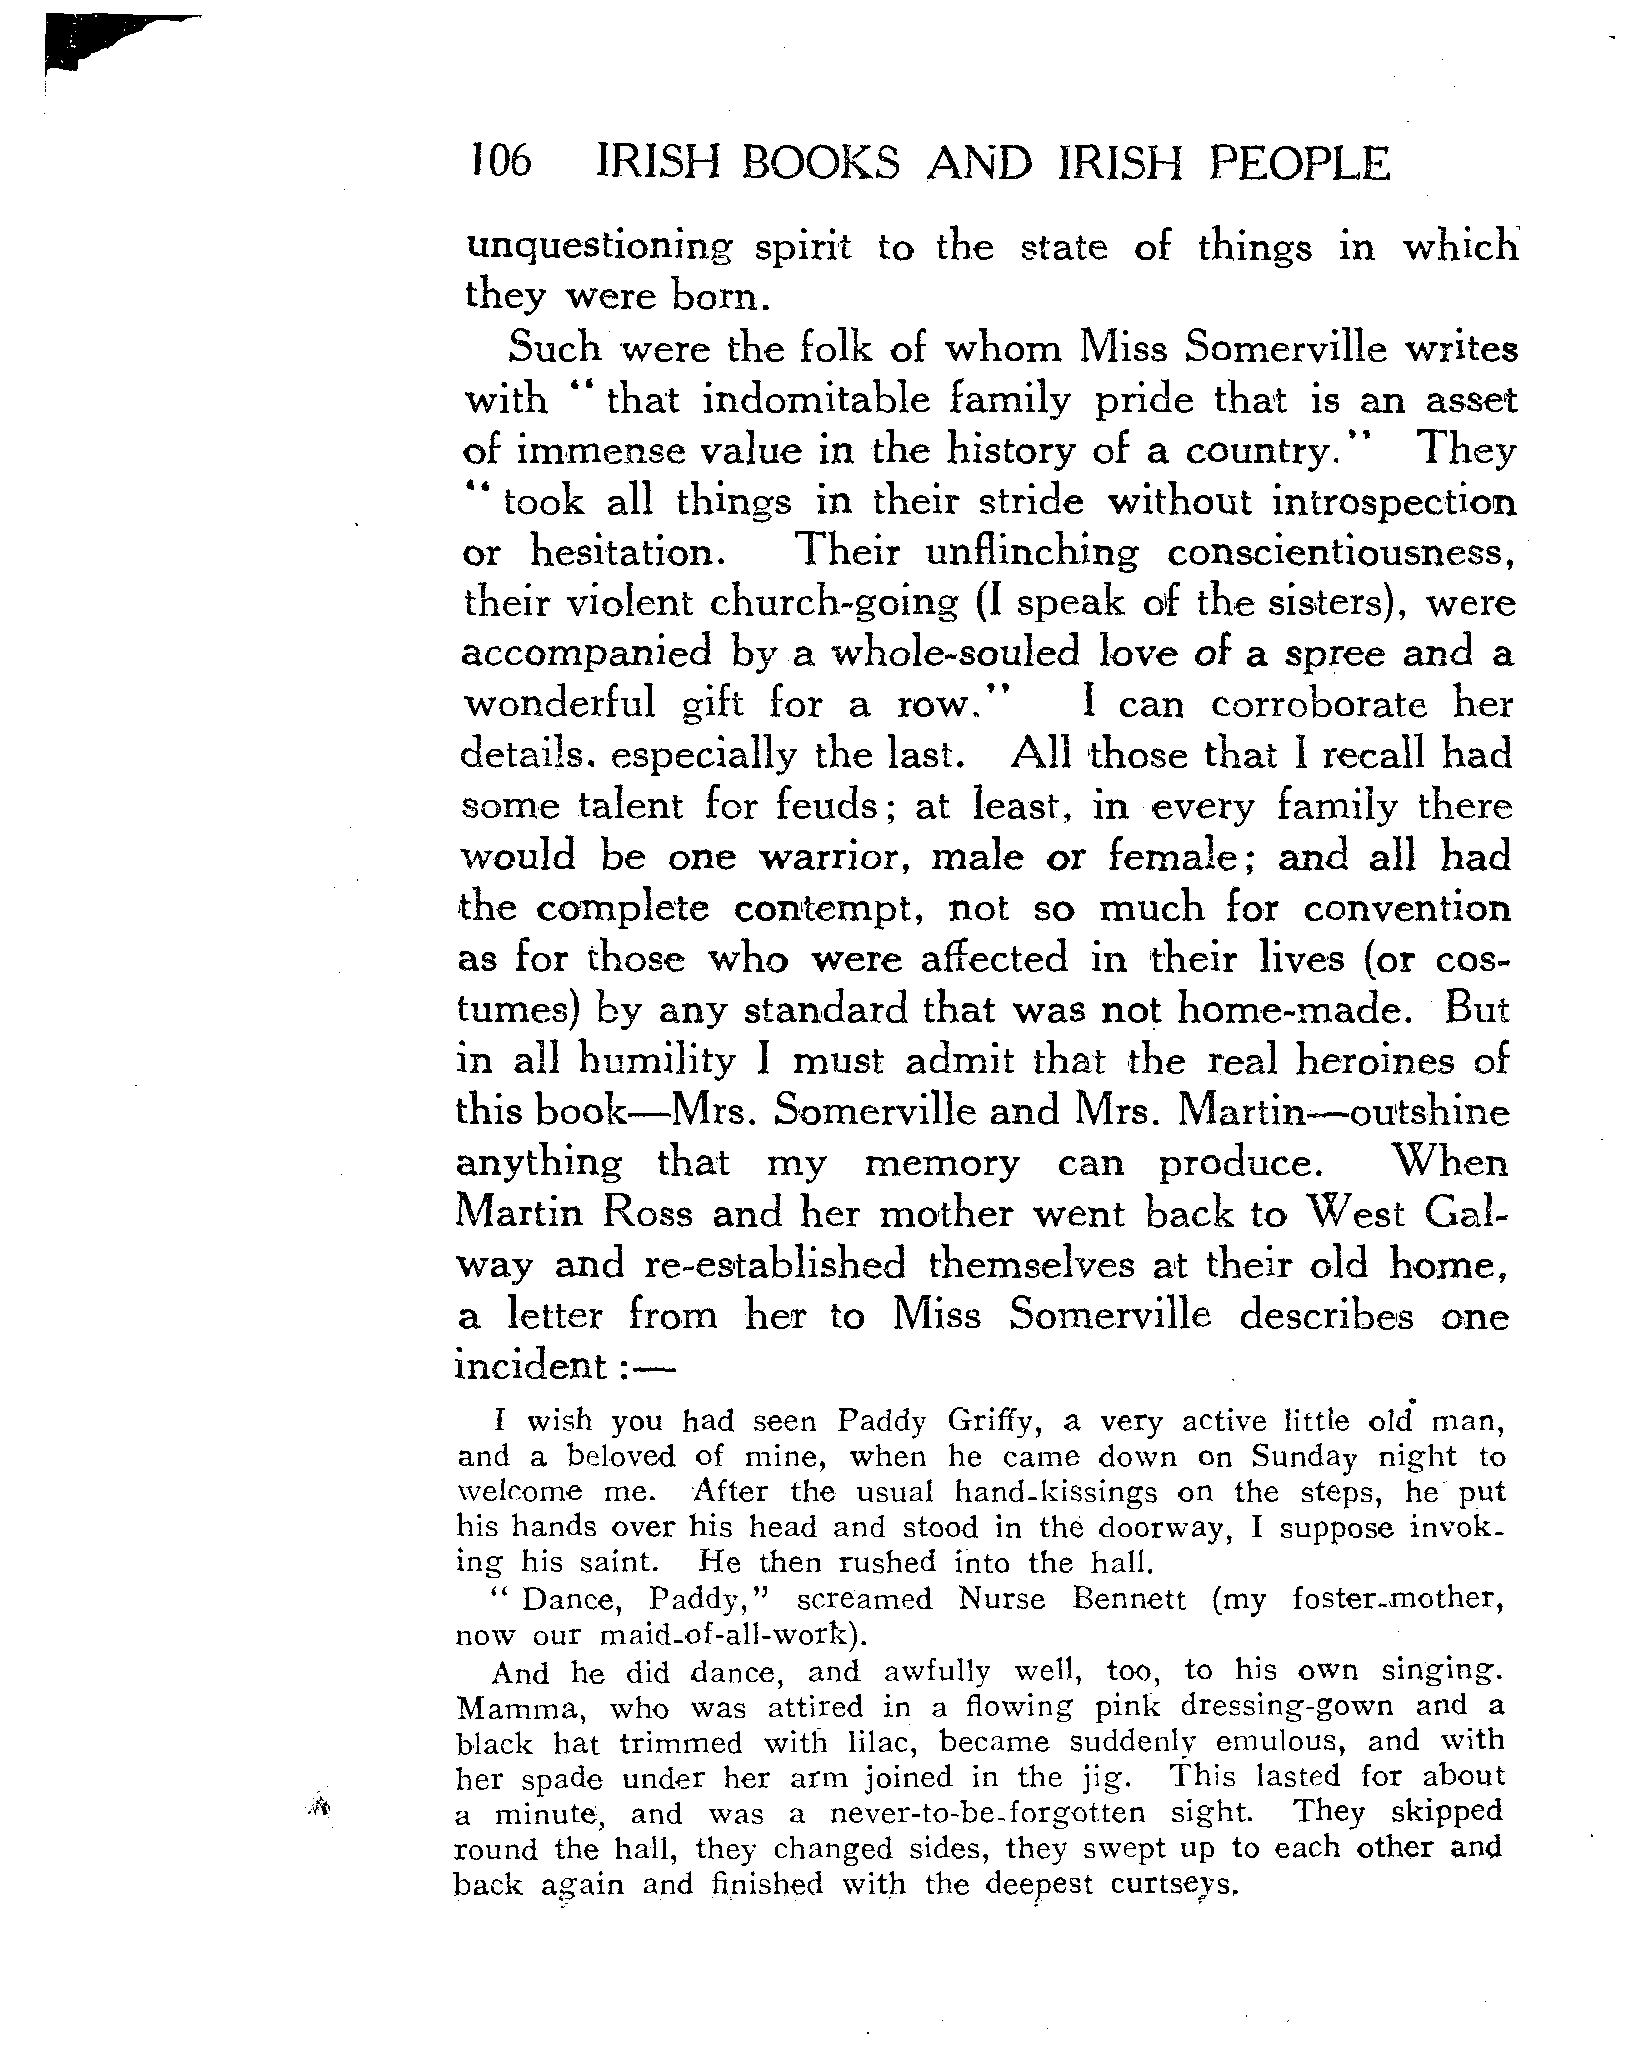 106 IRISH BOOKS AND IRISH PEOPLE
unquestioning spirit to the state of things in which
they were born.
Such were the folk of whom Miss Somerville writes
with “ that indomitable family pride that is an asset
of immense value in the history of a country.” They
“ took all things in their stride without introspection
or hesitation. Their unflinching conscientiousness,
their violent church-going (I speak of the sisters), were
accompanied by a whole-souled love of a spree and a
wonderful gift for a row.” I can corroborate her
details. especially the last. All those that I recall had
some talent for feuds; at least, in every family there
would be one warrior, male or female; and all had
the complete contempt, not so much for convention
as for those who were affected in their lives (or cos-
tumes) by any standard that was not home-made. But
in all humility I must admit that the real heroines of
this book—Mrs. Somerville and Mrs. Martin—outshine
anything that my memory can produce. When
Martin Ross and her mother went back to West Gal-
way and re-established themselves at their old home,
a letter from her to Miss Somerville describes one
incident :—
I wish you had seen Paddy Griffy, a very active little old man,
and a beloved of mine, when he came down on Sunday night to
welcome me. After the usual hand-kissings on the steps, he put
his hands over his head and stood in the doorway, I suppose invok-
ing his saint. He then rushed into the hall.
“ Dance, Paddy,” screamed Nurse Bennett (my foster-mother,
now our maid-of-all-work).
And he did dance, and awfully well, too, to his own singing.
Mamma, who was attired in a flowing pink dressing-gown and a
black hat trimmed with lilac, became suddenly emulous, and with
her spade under her arm joined in the jig. This lasted for about
a minute, and was a never-to-be-forgotten sight. They skipped
round the hall, they changed sides, they swept up to each other and
back again and finished with the deepest curtseys.